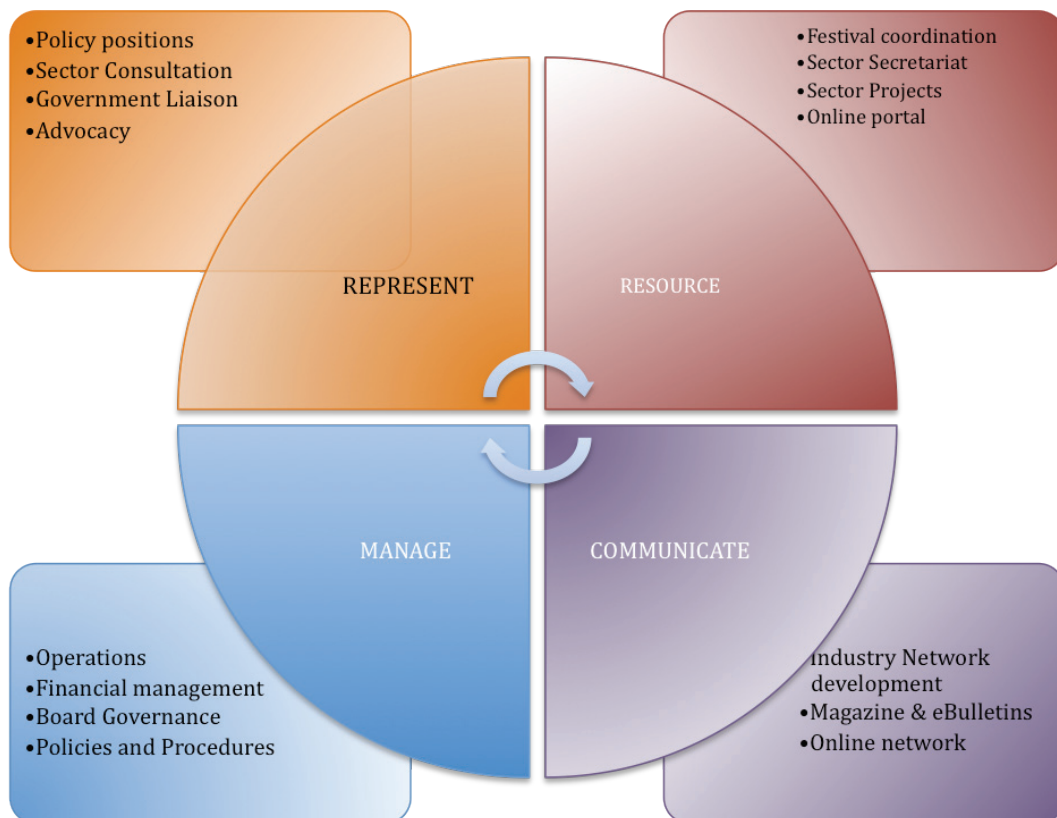 •Policy positions
•Sector Consultation
•Government Liaison
•Advocacy
•Festival coordination
•Sector Secretariat
•Sector Projects
•Online portal
REPRESENT
RESOURCE
MANAGE
COMMUNICATE
•Operations
•Financial management
•Board Governance
•Policies and Procedures
Industry Network
development
•Magazine & eBulletins
•Online network